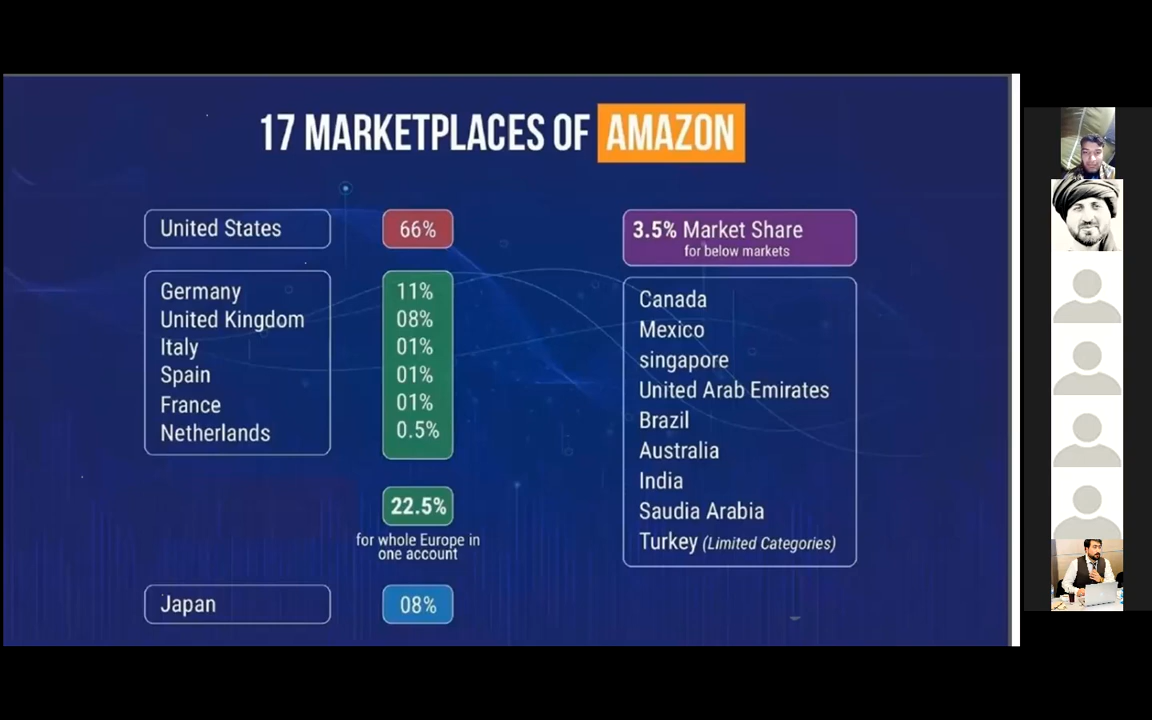 17 MARKETPLACES OF AMAZON
United States 66%
Germany 11%
United Kingdom 08%
Italy 01%
Spain 01%
France 01%
Netherlands 0.5%
22.5%
for whole Europe in
one account
Japan 08%
3.5% Market Share
for below markets
Canada
Mexico
singapore
United Arab Emirates
Brazil
Australia
India
Saudia Arabia
Turkey (Limited Categories)